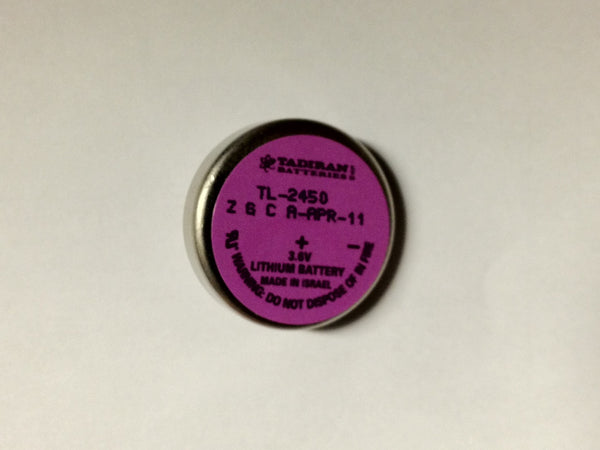 TADIRAN
BATTERIES
TL-2450
Z G C A-APR-11
+ -
3.6V
LITHIUM BATTERY
MADE IN ISRAEL
WARNING: DO NOT DISPOSE OF IN FIRE